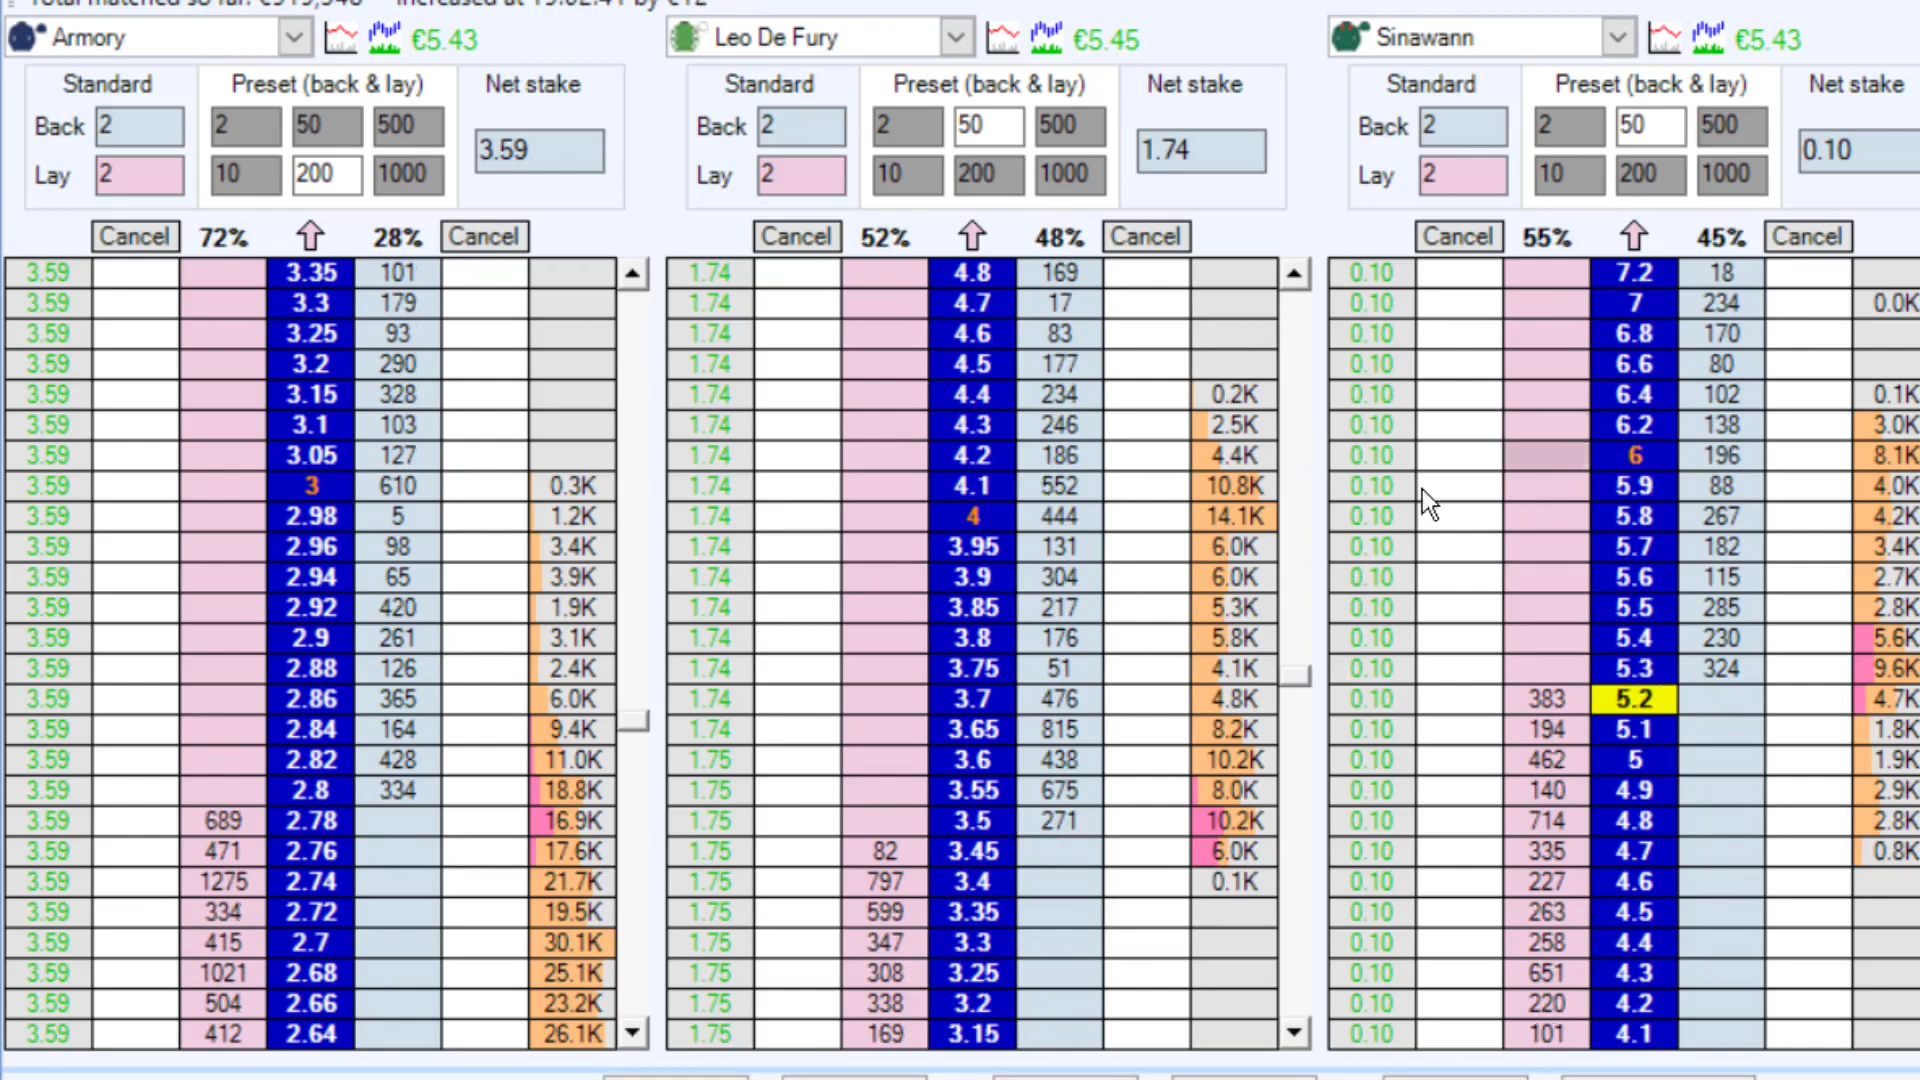 Armory €5.43 Leo De Fury €5.45 Sinawann €5.43
Standard Preset (back & lay) Net stake Standard Preset (back & lay) Net stake Standard Preset (back & lay) Net stake
Back 2 2 50 500 3.59 Back 2 2 50 500 1.74 Back 2 2 50 500 0.10
Lay 2 10 200 1000 Lay 2 10 200 1000 Lay 2 10 200 1000
Cancel 72% 28% Cancel Cancel 52% 48% Cancel Cancel 55% 45% Cancel
3.59 3.35 101 1.74 4.8 169 0.10 7.2 18
3.59 3.3 179 1.74 4.7 17 0.10 7 234 0.0K
3.59 3.25 93 1.74 4.6 83 0.10 6.8 170
3.59 3.2 290 1.74 4.5 177 0.10 6.6 80
3.59 3.15 328 1.74 4.4 234 0.2K 0.10 6.4 102 0.1K
3.59 3.1 103 1.74 4.3 246 2.5K 0.10 6.2 138 3.0K
3.59 3.05 127 1.74 4.2 186 4.4K 0.10 6 196 8.1K
3.59 3 610 0.3K 1.74 4.1 552 10.8K 0.10 5.9 88 4.0K
3.59 2.98 5 1.2K 1.74 4 444 14.1K 0.10 5.8 267 4.2K
3.59 2.96 98 3.4K 1.74 3.95 131 6.0K 0.10 5.7 182 3.4K
3.59 2.94 65 3.9K 1.74 3.9 304 6.0K 0.10 5.6 115 2.7K
3.59 2.92 420 1.9K 1.74 3.85 217 5.3K 0.10 5.5 285 2.8K
3.59 2.9 261 3.1K 1.74 3.8 176 5.8K 0.10 5.4 230 5.6K
3.59 2.88 126 2.4K 1.74 3.75 51 4.1K 0.10 5.3 324 9.6K
3.59 2.86 365 6.0K 1.74 3.7 476 4.8K 0.10 383 5.2 4.7K
3.59 2.84 164 9.4K 1.74 3.65 815 8.2K 0.10 194 5.1 1.8K
3.59 2.82 428 11.0K 1.75 3.6 438 10.2K 0.10 462 5 1.9K
3.59 2.8 334 18.8K 1.75 3.55 675 8.0K 0.10 140 4.9 2.9K
3.59 689 2.78 16.9K 1.75 3.5 271 10.2K 0.10 714 4.8 2.8K
3.59 471 2.76 17.6K 1.75 82 3.45 6.0K 0.10 335 4.7 0.8K
3.59 1275 2.74 21.7K 1.75 797 3.4 0.1K 0.10 227 4.6
3.59 334 2.72 19.5K 1.75 599 3.35 0.10 263 4.5
3.59 415 2.7 30.1K 1.75 347 3.3 0.10 258 4.4
3.59 1021 2.68 25.1K 1.75 308 3.25 0.10 651 4.3
3.59 504 2.66 23.2K 1.75 338 3.2 0.10 220 4.2
3.59 412 2.64 26.1K 1.75 169 3.15 0.10 101 4.1